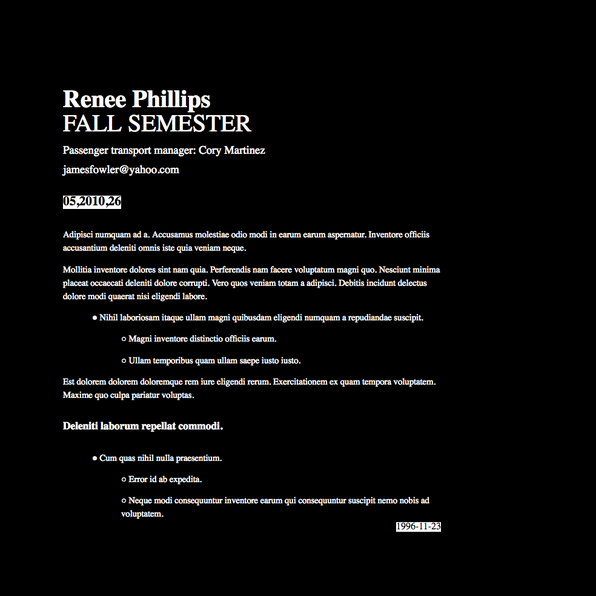 Renee Phillips
FALL SEMESTER
Passenger transport manager: Cory Martinez
jamesfowler@yahoo.com
05,2010,26
Adipisci numquam ad a. Accusamus molestiae odio modi in earum earum aspernatur. Inventore officiis
accusantium deleniti omnis iste quia veniam neque.
Mollitia inventore dolores sint nam quia. Perferendis nam facere voluptatum magni quo. Nesciunt minima
placeat occaecati deleniti dolore corrupti. Vero quos veniam totam a adipisci. Debitis incidunt delectus
dolore modi quaerat nisi eligendi labore.
● Nihil laboriosam itaque ullam magni quibusdam eligendi numquam a repudiandae suscipit.
○ Magni inventore distinctio officiis earum.
○ Ullam temporibus quam ullam saepe iusto iusto.
Est dolorem dolorem doloremque rem iure eligendi rerum. Exercitationem ex quam tempora voluptatem.
Maxime quo culpa pariatur voluptas.
Deleniti laborum repellat commodi.
● Cum quas nihil nulla praesentium.
○ Error id ab expedita.
○ Neque modi consequuntur inventore earum qui consequuntur suscipit nemo nobis ad
voluptatem.
1996-11-23